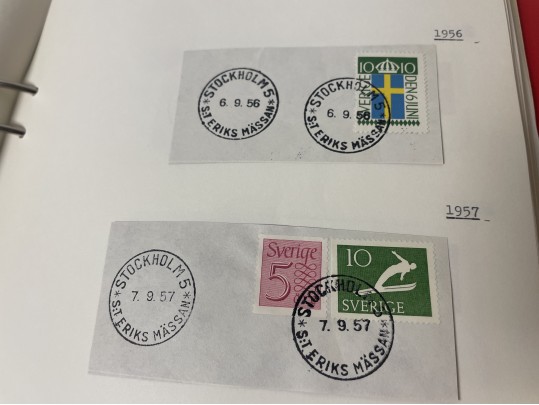 1956
STOCKHOLM 5
6.9.56
*S:T ERIKS MÄSSAN*
STOCKHOLM 5
6.9.56
*S:T ERIKS MÄSSAN*
10 10
SVERIGE
DEN 6 JUNI
1957
STOCKHOLM 5
7.9.57
*S:T ERIKS MÄSSAN*
Sverige
5
10
SVERIGE
STOCKHOLM 5
7.9.57
*S:T ERIKS MÄSSAN*